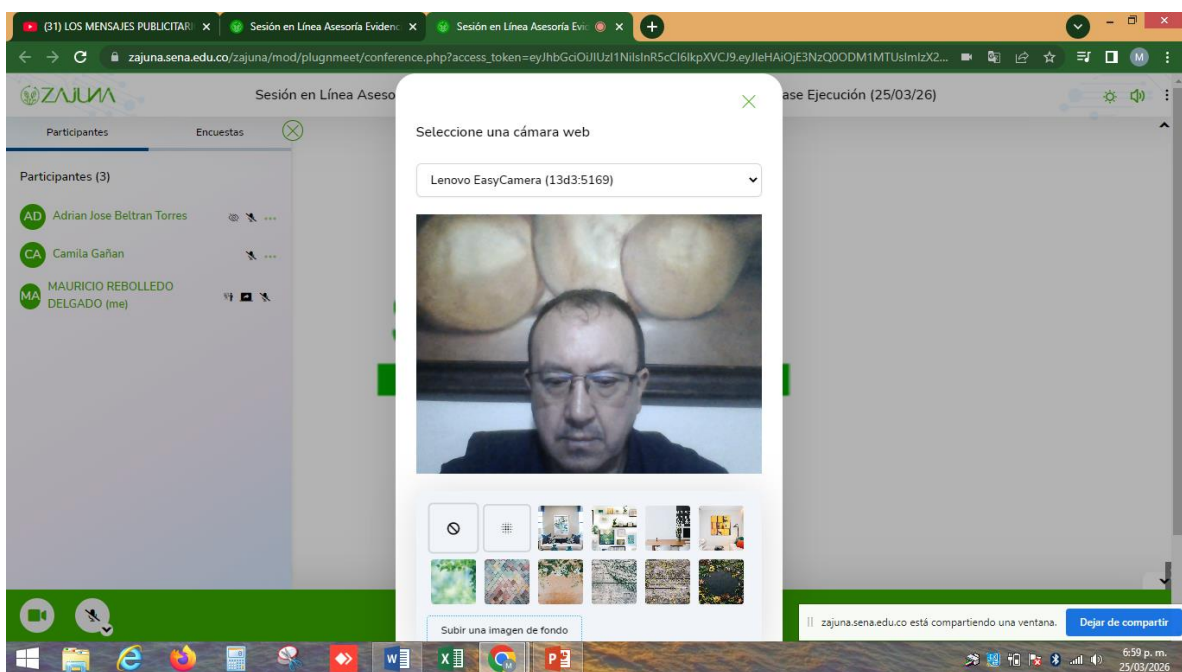 (31) LOS MENSAJES PUBLICITARI
Sesión en Línea Asesoría Evidenc
Sesión en Línea Asesoría Evic
zajuna.sena.edu.co/zajuna/mod/plugnmeet/conference.php?access_token=
M
ZAJUNA
Sesión en Línea Aseso
ase Ejecución (25/03/26)
Participantes
Encuestas
Participantes (3)
AD Adrian Jose Beltran Torres
CA Camila Gañan
MA MAURICIO REBOLLEDO
DELGADO (me)
Seleccione una cámara web
Lenovo EasyCamera (13d3:5169)
Subir una imagen de fondo
zajuna.sena.edu.co está compartiendo una ventana.
Dejar de compartir
6:59 p. m.
25/03/2026